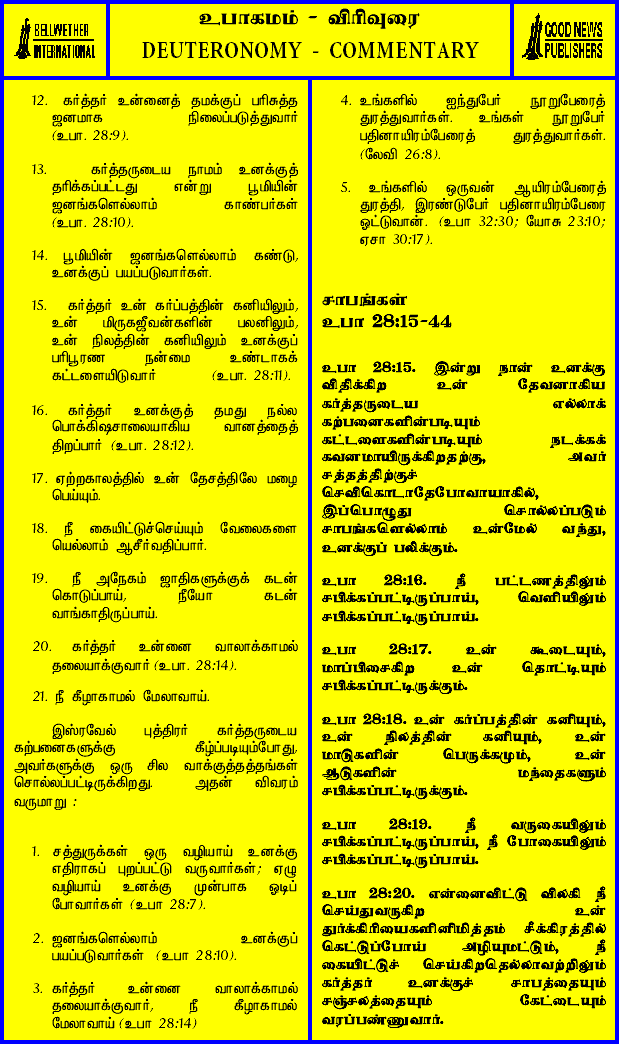 BELLWETHER
INTERNATIONAL
உபாகமம் - விரிவுரை
DEUTERONOMY - COMMENTARY
GOOD NEWS
PUBLISHERS
12. கர்த்தர் உன்னைத் தமக்குப் பரிசுத்த
ஜனமாக நிலைப்படுத்துவார்
(உபா. 28:9).
13. கர்த்தருடைய நாமம் உனக்குத்
தரிக்கப்பட்டது என்று பூமியின்
ஜனங்களெல்லாம் காண்பர்கள்
(உபா. 28:10).
14. பூமியின் ஜனங்களெல்லாம் கண்டு,
உனக்குப் பயப்படுவார்கள்.
15. கர்த்தர் உன் கர்ப்பத்தின் கனியிலும்,
உன் மிருகஜீவன்களின் பலனிலும்,
உன் நிலத்தின் கனியிலும் உனக்குப்
பரிபூரண நன்மை உண்டாகக்
கட்டளையிடுவார் (உபா. 28:11).
16. கர்த்தர் உனக்குத் தமது நல்ல
பொக்கிஷசாலையாகிய வானத்தைத்
திறப்பார் (உபா. 28:12).
17. ஏற்றகாலத்தில் உன் தேசத்திலே மழை
பெய்யும்.
18. நீ கையிட்டுச்செய்யும் வேலைகளை
யெல்லாம் ஆசீர்வதிப்பார்.
19. நீ அநேகம் ஜாதிகளுக்குக் கடன்
கொடுப்பாய், நீயோ கடன்
வாங்காதிருப்பாய்.
20. கர்த்தர் உன்னை வாலாக்காமல்
தலையாக்குவார் (உபா. 28:14).
21. நீ கீழாகாமல் மேலாவாய்.
இஸ்ரவேல் புத்திரர் கர்த்தருடைய
கற்பனைகளுக்கு கீழ்ப்படியும்போது,
அவர்களுக்கு ஒரு சில வாக்குத்தத்தங்கள்
சொல்லப்பட்டிருக்கிறது. அதன் விவரம்
வருமாறு :
1. சத்துருக்கள் ஒரு வழியாய் உனக்கு
எதிராகப் புறப்பட்டு வருவார்கள்; ஏழு
வழியாய் உனக்கு முன்பாக ஓடிப்
போவார்கள் (உபா 28:7).
2. ஜனங்களெல்லாம் உனக்குப்
பயப்படுவார்கள் (உபா 28:10).
3. கர்த்தர் உன்னை வாலாக்காமல்
தலையாக்குவார், நீ கீழாகாமல்
மேலாவாய் (உபா 28:14)
4. உங்களில் ஐந்துபேர் நூறுபேரைத்
துரத்துவார்கள். உங்கள் நூறுபேர்
பதினாயிரம்பேரைத் துரத்துவார்கள்.
(லேவி 26:8).
5. உங்களில் ஒருவன் ஆயிரம்பேரைத்
துரத்தி, இரண்டுபேர் பதினாயிரம்பேரை
ஓட்டுவான். (உபா 32:30; யோசு 23:10;
ஏசா 30:17).
சாபங்கள்
உபா 28:15-44
உபா 28:15. இன்று நான் உனக்கு
விதிக்கிற உன் தேவனாகிய
கர்த்தருடைய எல்லாக்
கற்பனைகளின்படியும்
கட்டளைகளின்படியும் நடக்கக்
கவனமாயிருக்கிறதற்கு, அவர்
சத்தத்திற்குச்
செவிகொடாதேபோவாயாகில்,
இப்பொழுது சொல்லப்படும்
சாபங்களெல்லாம் உன்மேல் வந்து,
உனக்குப் பலிக்கும்.
உபா 28:16. நீ பட்டணத்திலும்
சபிக்கப்பட்டிருப்பாய், வெளியிலும்
சபிக்கப்பட்டிருப்பாய்.
உபா 28:17. உன் கூடையும்,
மாப்பிசைகிற உன் தொட்டியும்
சபிக்கப்பட்டிருக்கும்.
உபா 28:18. உன் கர்ப்பத்தின் கனியும்,
உன் நிலத்தின் கனியும், உன்
மாடுகளின் பெருக்கமும், உன்
ஆடுகளின் மந்தைகளும்
சபிக்கப்பட்டிருக்கும்.
உபா 28:19. நீ வருகையிலும்
சபிக்கப்பட்டிருப்பாய், நீ போகையிலும்
சபிக்கப்பட்டிருப்பாய்.
உபா 28:20. என்னைவிட்டு விலகி நீ
செய்துவருகிற உன்
துர்க்கிரியைகளினிமித்தம் சீக்கிரத்தில்
கெட்டுப்போய் அழியுமட்டும், நீ
கையிட்டுச் செய்கிறதெல்லாவற்றிலும்
கர்த்தர் உனக்குச் சாபத்தையும்
சஞ்சலத்தையும் கேட்டையும்
வரப்பண்ணுவார்.